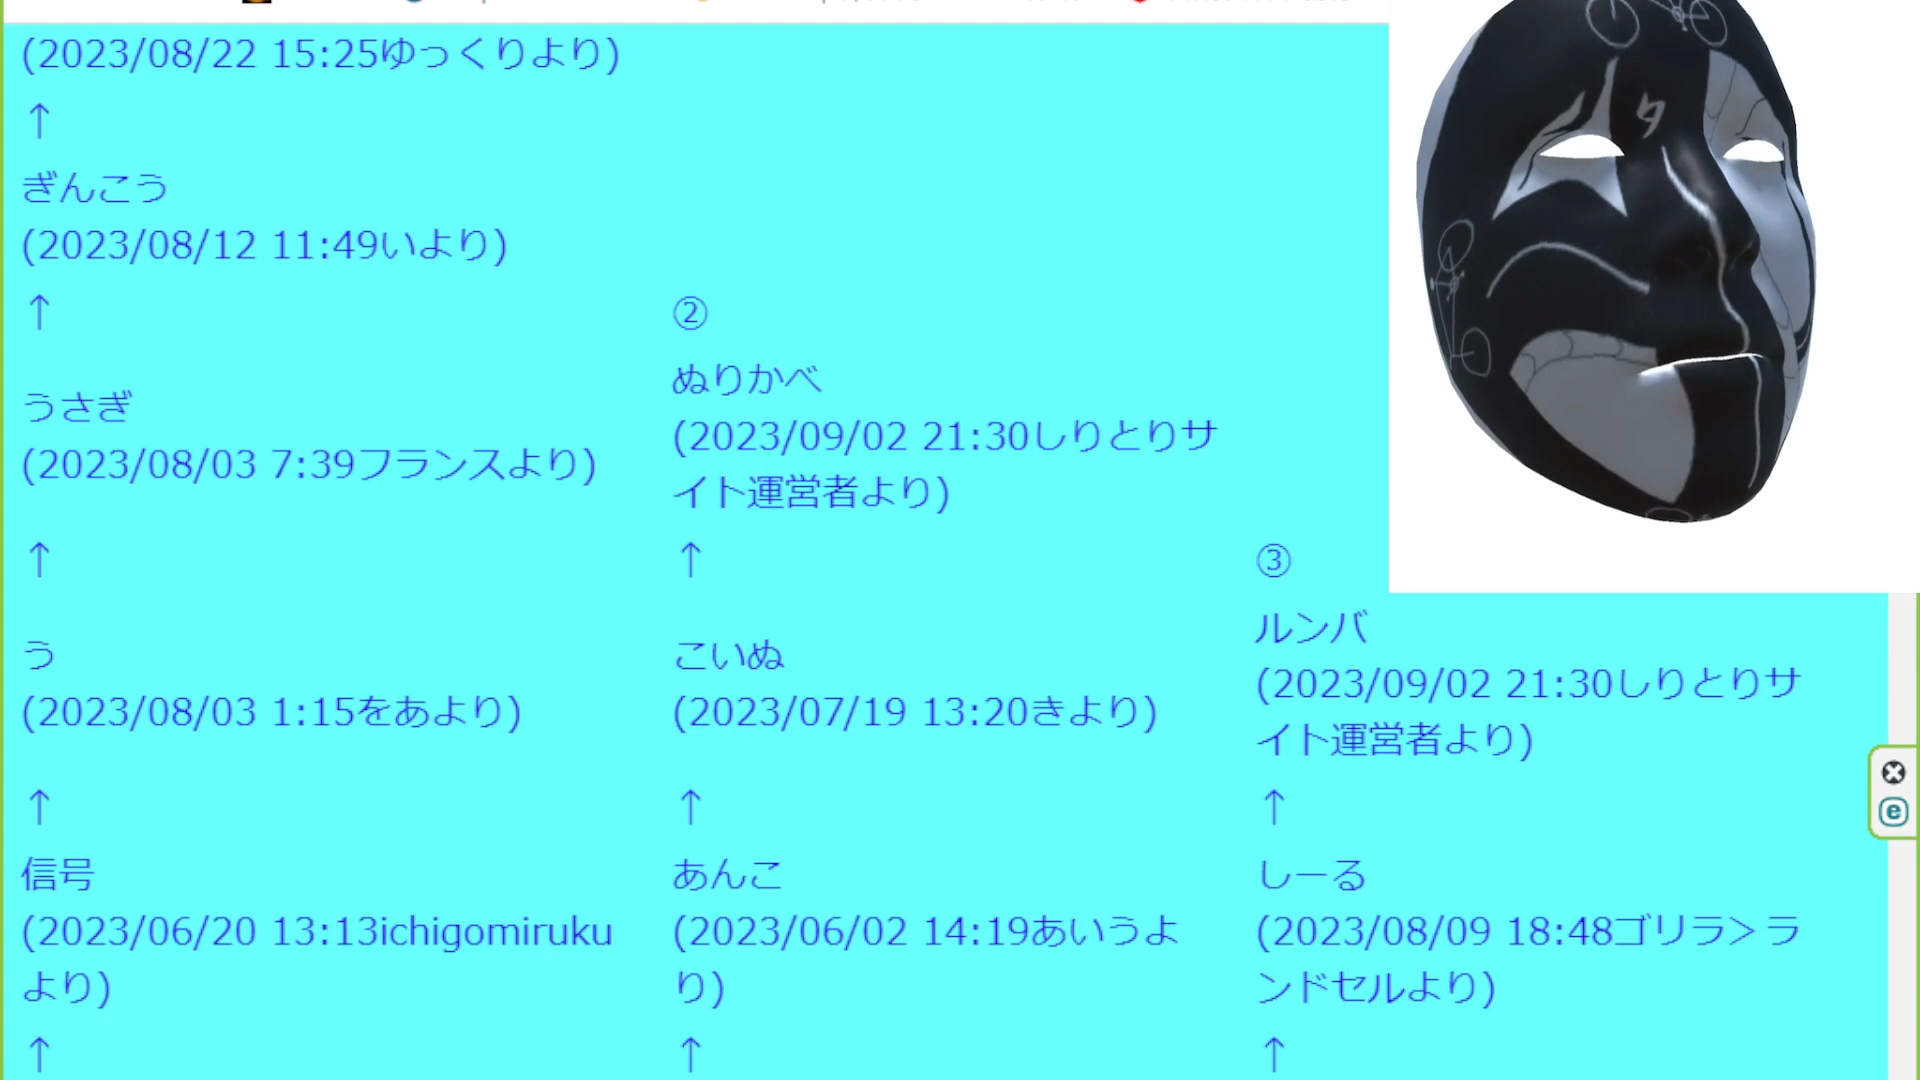 (2023/08/22 15:25ゆっくりより)
↑
ぎんこう
(2023/08/12 11:49いより)
↑
うさぎ
(2023/08/03 7:39フランスより)
↑
う
(2023/08/03 1:15をあより)
↑
信号
(2023/06/20 13:13ichigomiruku
より)
↑
②
ぬりかべ
(2023/09/02 21:30しりとりサ
イト運営者より)
↑
こいぬ
(2023/07/19 13:20きより)
↑
あんこ
(2023/06/02 14:19あいうよ
り)
↑
③
ルンバ
(2023/09/02 21:30しりとりサ
イト運営者より)
↑
しーる
(2023/08/09 18:48ゴリラ＞ラ
ンドセルより)
↑